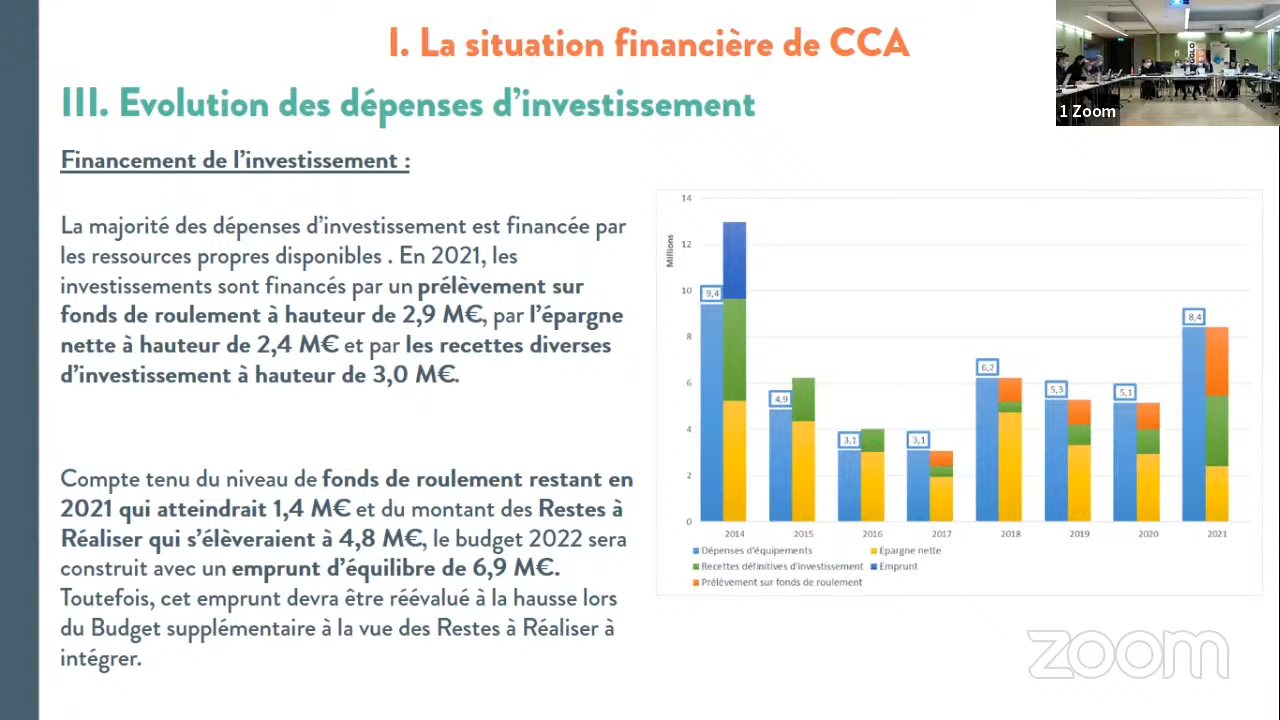 I. La situation financière de CCA
III. Evolution des dépenses d'investissement
1 Zoom
Financement de l'investissement :
La majorité des dépenses d'investissement est financée par
les ressources propres disponibles . En 2021, les
investissements sont financés par un prélèvement sur
fonds de roulement à hauteur de 2,9 M€, par l'épargne
nette à hauteur de 2,4 M€ et par les recettes diverses
d'investissement à hauteur de 3,0 M€.
Compte tenu du niveau de fonds de roulement restant en
2021 qui atteindrait 1,4 M€ et du montant des Restes à
Réaliser qui s'élèveraient à 4,8 M€, le budget 2022 sera
construit avec un emprunt d'équilibre de 6,9 M€.
Toutefois, cet emprunt devra être réévalué à la hausse lors
du Budget supplémentaire à la vue des Restes à Réaliser à
intégrer.
Millions
14
12
10
8
6
4
2
0
9,4
4,9
3,1
3,1
6,2
5,3
5,1
8,4
2014 2015 2016 2017 2018 2019 2020 2021
Dépenses d'équipements Epargne nette
Recettes définitives d'investissement Emprunt
Prélèvement sur fonds de roulement
zoom